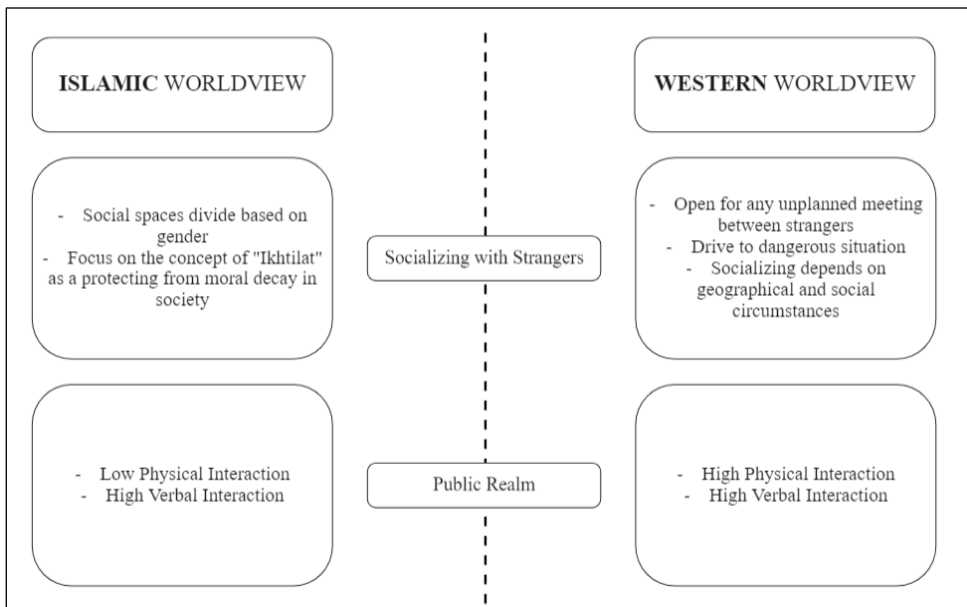 ISLAMIC WORLDVIEW
WESTERN WORLDVIEW
- Social spaces divide based on
gender
- Focus on the concept of "Ikhtilat"
as a protecting from moral decay in
society
Socializing with Strangers
- Open for any unplanned meeting
between strangers
- Drive to dangerous situation
- Socializing depends on
geographical and social
circumstances
- Low Physical Interaction
- High Verbal Interaction
Public Realm
- High Physical Interaction
- High Verbal Interaction